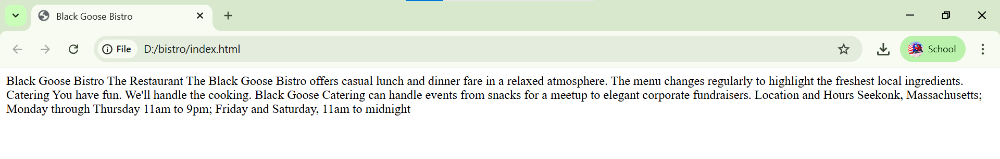 Black Goose Bistro
File D:/bistro/index.html School
Black Goose Bistro The Restaurant The Black Goose Bistro offers casual lunch and dinner fare in a relaxed atmosphere. The menu changes regularly to highlight the freshest local ingredients.
Catering You have fun. We'll handle the cooking. Black Goose Catering can handle events from snacks for a meetup to elegant corporate fundraisers. Location and Hours Seekonk, Massachusetts;
Monday through Thursday 11am to 9pm; Friday and Saturday, 11am to midnight